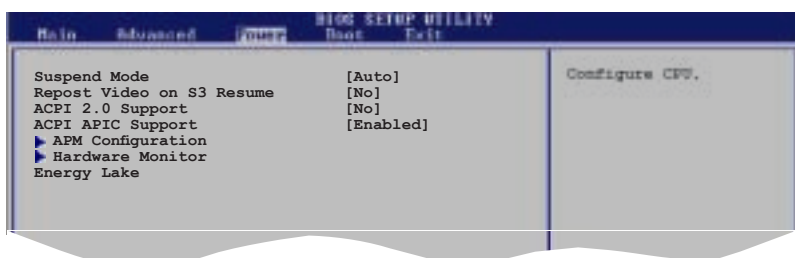 BIOS SETUP UTILITY
Main Advanced Power Boot Exit
Suspend Mode [Auto]
Repost Video on S3 Resume [No]
ACPI 2.0 Support [No]
ACPI APIC Support [Enabled]
APM Configuration
Hardware Monitor
Energy Lake
Configure CPU.